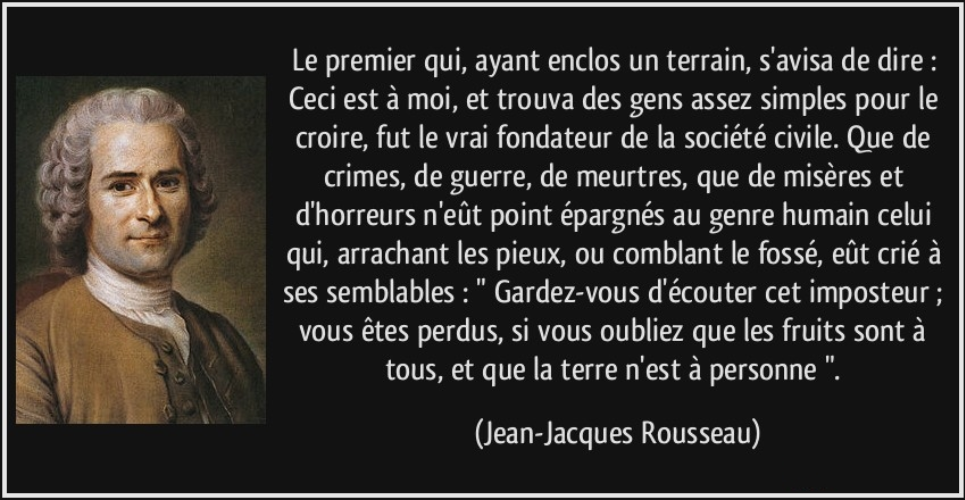 Le premier qui, ayant enclos un terrain, s'avisa de dire :
Ceci est à moi, et trouva des gens assez simples pour le
croire, fut le vrai fondateur de la société civile. Que de
crimes, de guerre, de meurtres, que de misères et
d'horreurs n'eût point épargnés au genre humain celui
qui, arrachant les pieux, ou comblant le fossé, eût crié à
ses semblables : " Gardez-vous d'écouter cet imposteur ;
vous êtes perdus, si vous oubliez que les fruits sont à
tous, et que la terre n'est à personne ".
(Jean-Jacques Rousseau)